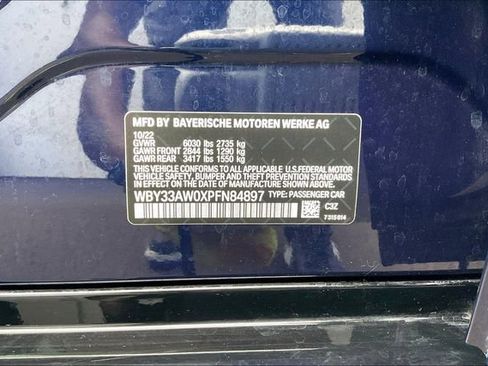 MFD BY BAYERISCHE MOTOREN WERKE AG
10/22
GVWR 6030 lbs 2735 kg
GAWR FRONT 2844 lbs 1290 kg
GAWR REAR 3417 lbs 1550 kg
THIS VEHICLE CONFORMS TO ALL APPLICABLE U.S.FEDERAL MOTOR
VEHICLE SAFETY, BUMPER AND THEFT PREVENTION
STANDARDS IN EFFECT ON THE DATE OF MANUFACTURE SHOWN ABOVE.
WBY33AW0XPFN84897 TYPE: PASSENGER CAR
C3Z
7315614